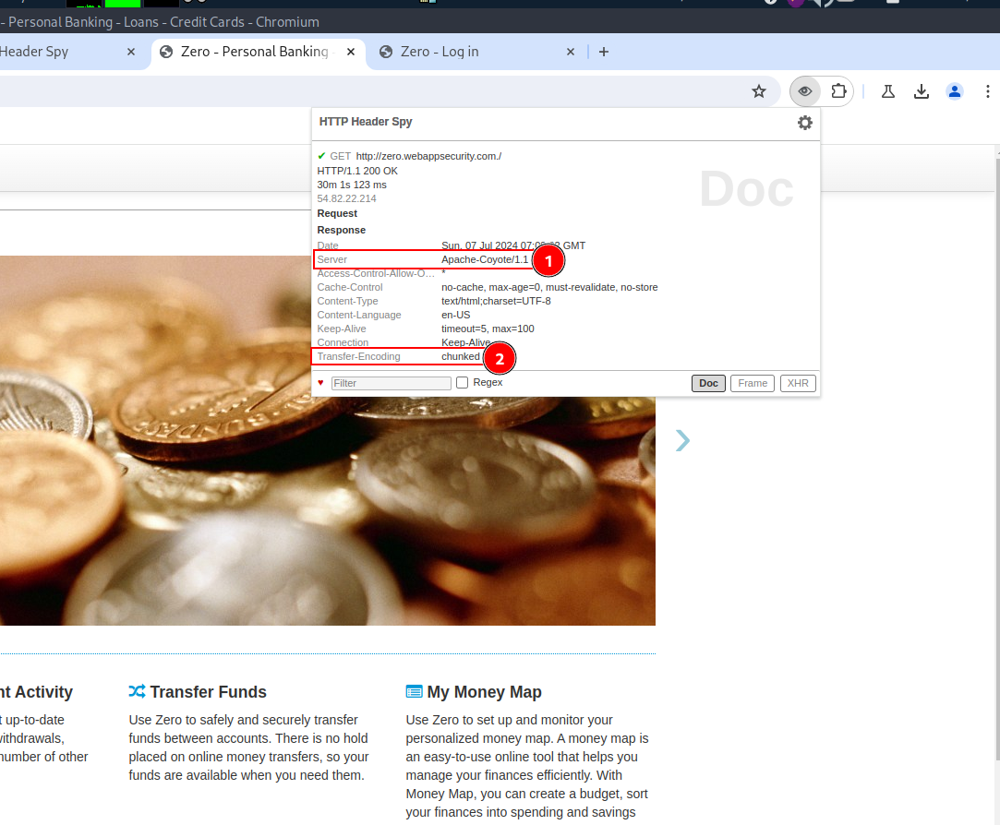 - Personal Banking - Loans - Credit Cards - Chromium
Header Spy
Zero - Personal Banking
Zero - Log in
HTTP Header Spy
✔ GET http://zero.webappsecurity.com./
HTTP/1.1 200 OK
30m 1s 123 ms
54.82.22.214
Doc
Request
Response
Date Sun, 07 Jul 2024 GMT
Server Apache-Coyote/1.1
1
Access-Control-Allow-O… *
Cache-Control no-cache, max-age=0, must-revalidate, no-store
Content-Type text/html;charset=UTF-8
Content-Language en-US
Keep-Alive timeout=5, max=100
Connection Keep-Alive
Transfer-Encoding chunked
2
Filter Regex Doc Frame XHR
nt Activity
t up-to-date
vithdrawals,
number of other
Transfer Funds
Use Zero to safely and securely transfer
funds between accounts. There is no hold
placed on online money transfers, so your
funds are available when you need them.
My Money Map
Use Zero to set up and monitor your
personalized money map. A money map is
an easy-to-use online tool that helps you
manage your finances efficiently. With
Money Map, you can create a budget, sort
your finances into spending and savings